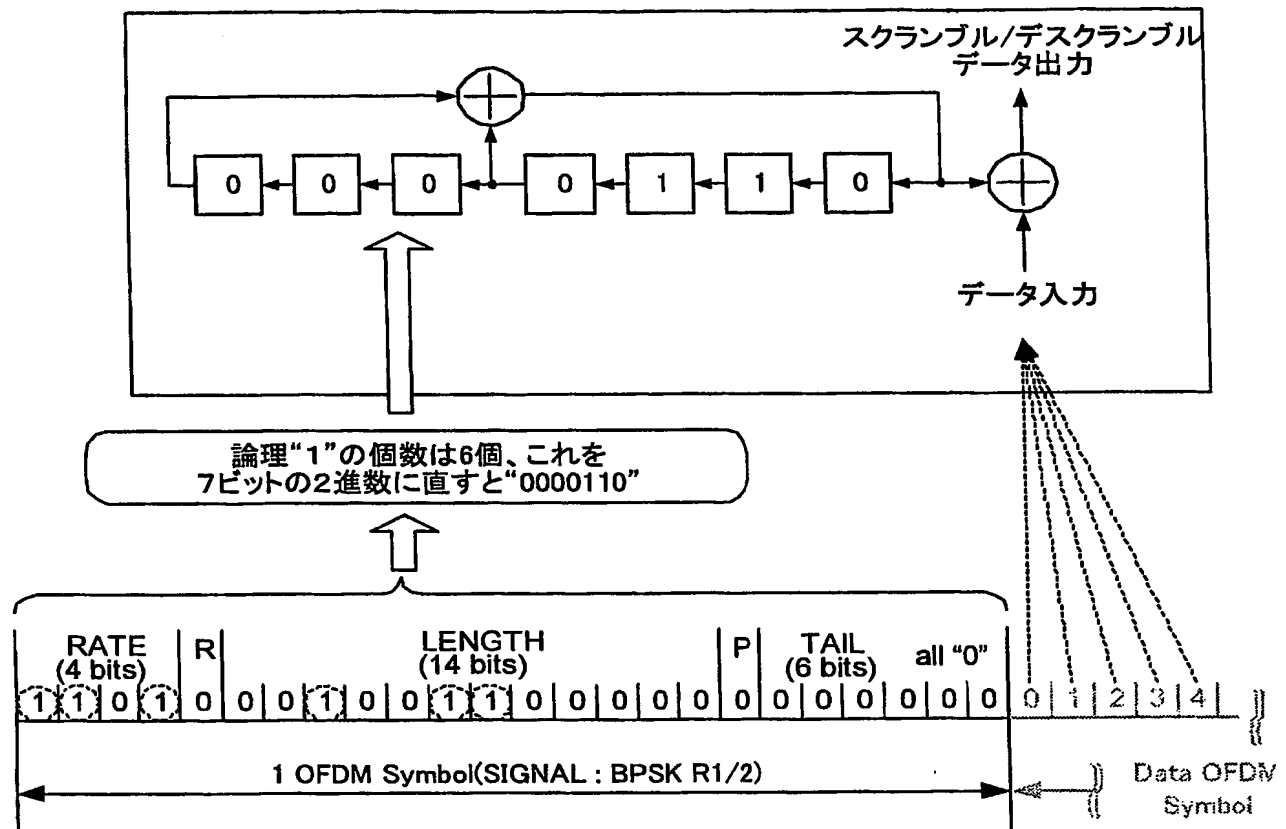 スクランブル/デスクランブル
データ出力
0 0 0 0 1 1 0
データ入力
論理“1”の個数は6個、これを
7ビットの2進数に直すと“0000110”
RATE
(4 bits)
R
LENGTH
(14 bits)
P
TAIL
(6 bits)
all “0”
1 1 0 1 0 0 0 1 0 0 1 1 0 0 0 0 0 0 0 0 0 0 0 0 0 1 2 3 4
1 OFDM Symbol(SIGNAL : BPSK R1/2)
Data OFDM
Symbol